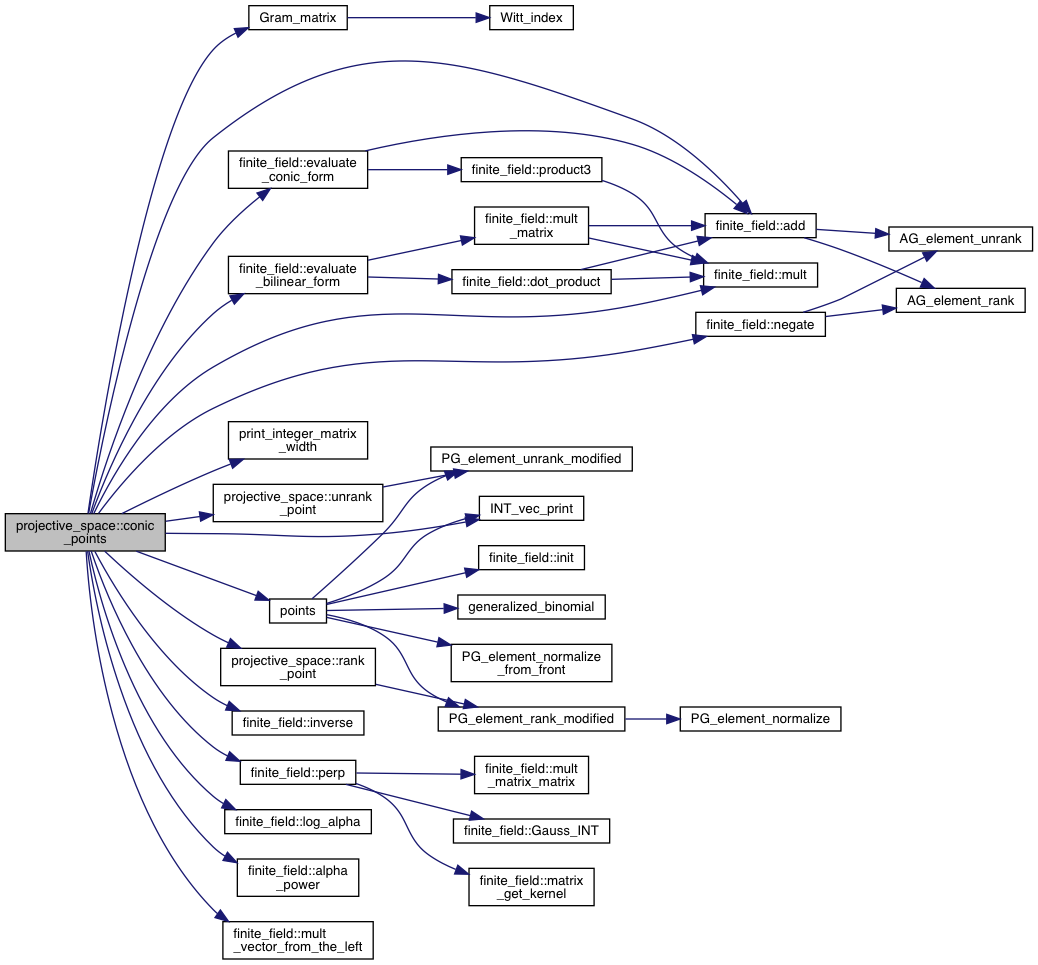 Gram_matrix
Witt_index
finite_field::evaluate
_conic_form
finite_field::product3
finite_field::mult
_matrix
finite_field::add
AG_element_unrank
finite_field::evaluate
_bilinear_form
finite_field::dot_product
finite_field::mult
AG_element_rank
finite_field::negate
print_integer_matrix
_width
PG_element_unrank_modified
projective_space::unrank
_point
INT_vec_print
projective_space::conic
_points
finite_field::init
points
generalized_binomial
projective_space::rank
_point
PG_element_normalize
_from_front
finite_field::inverse
PG_element_rank_modified
PG_element_normalize
finite_field::perp
finite_field::mult
_matrix_matrix
finite_field::log_alpha
finite_field::Gauss_INT
finite_field::alpha
_power
finite_field::matrix
_get_kernel
finite_field::mult
_vector_from_the_left